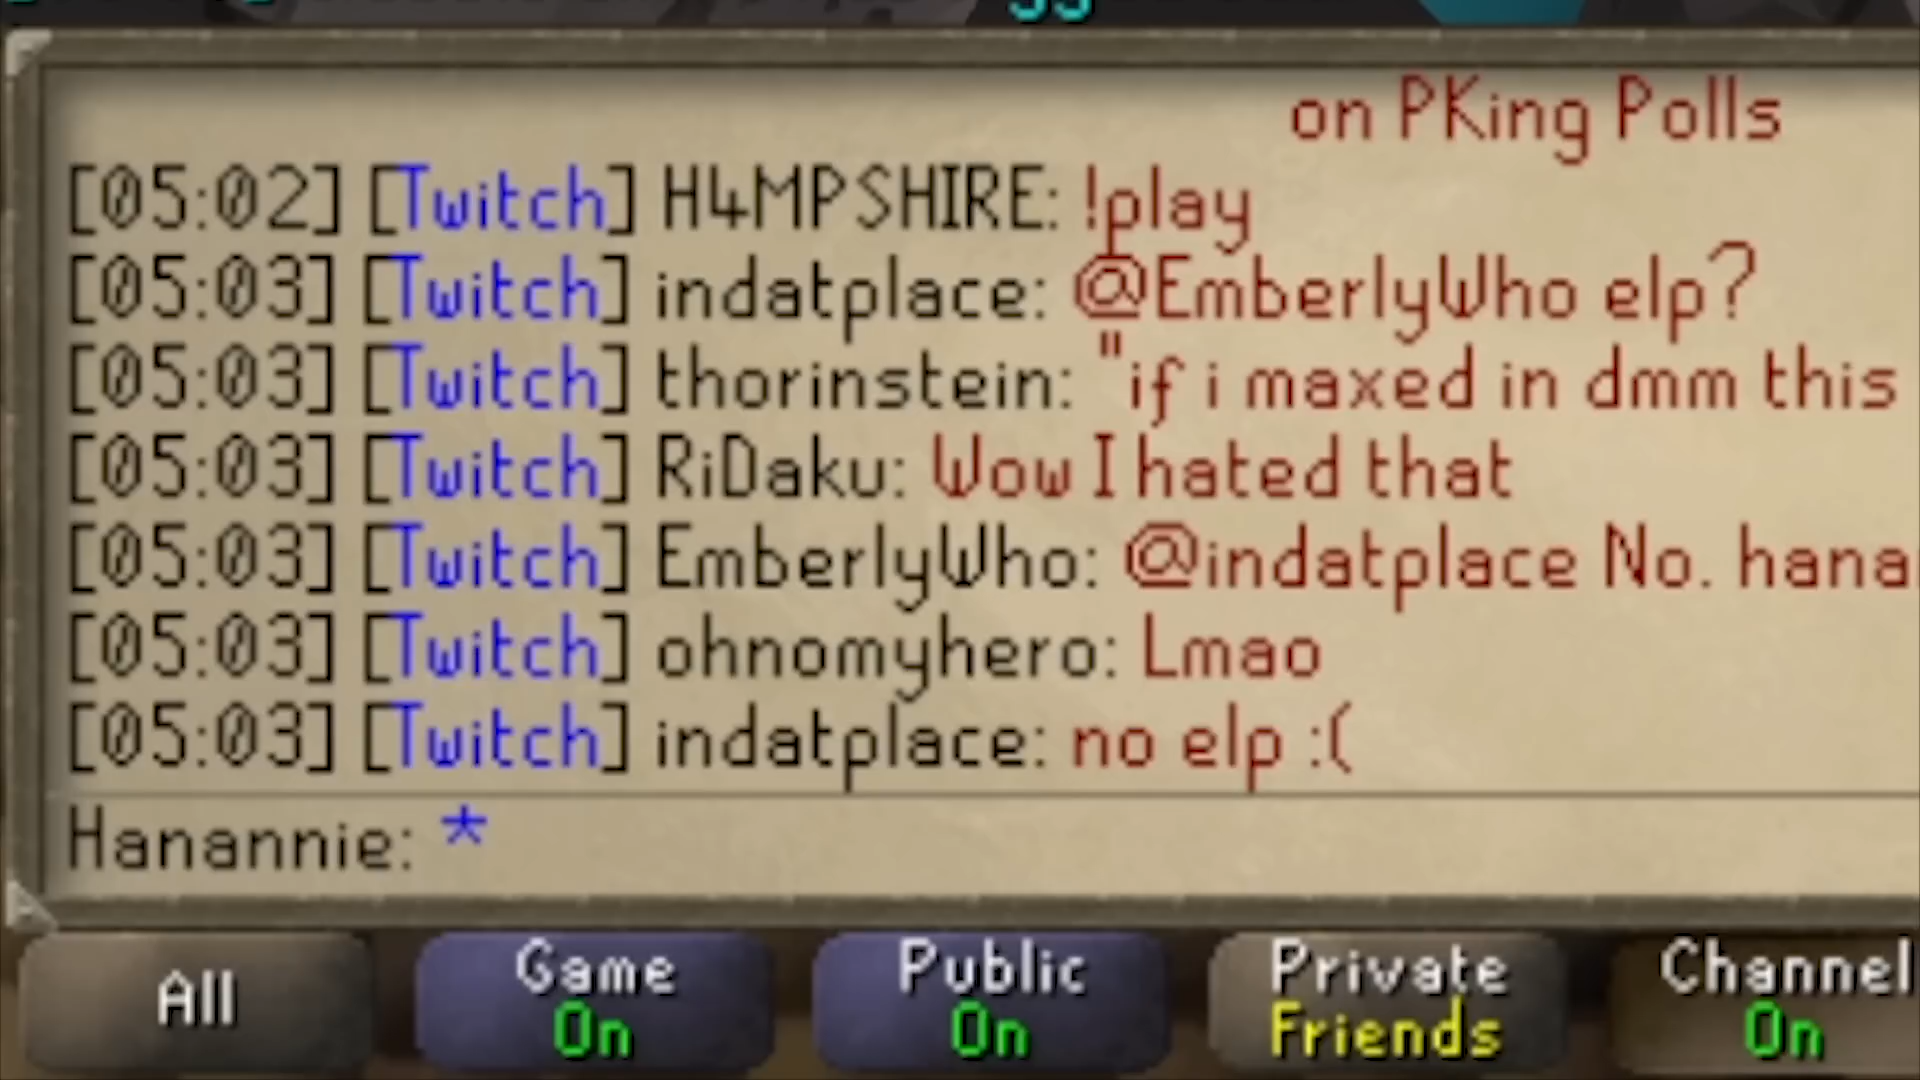 on PKing Polls
[05:02] [Twitch] H4MPSHIRE: !play
[05:03] [Twitch] indatplace: @EmberlyWho elp?
[05:03] [Twitch] thorinstein: "if i maxed in dmm this
[05:03] [Twitch] RiDaku: Wow I hated that
[05:03] [Twitch] EmberlyWho: @indatplace No. hana
[05:03] [Twitch] ohnomyhero: Lmao
[05:03] [Twitch] indatplace: no elp :(
Hanannie: *
All
Game
On
Public
On
Private
Friends
Channel
On